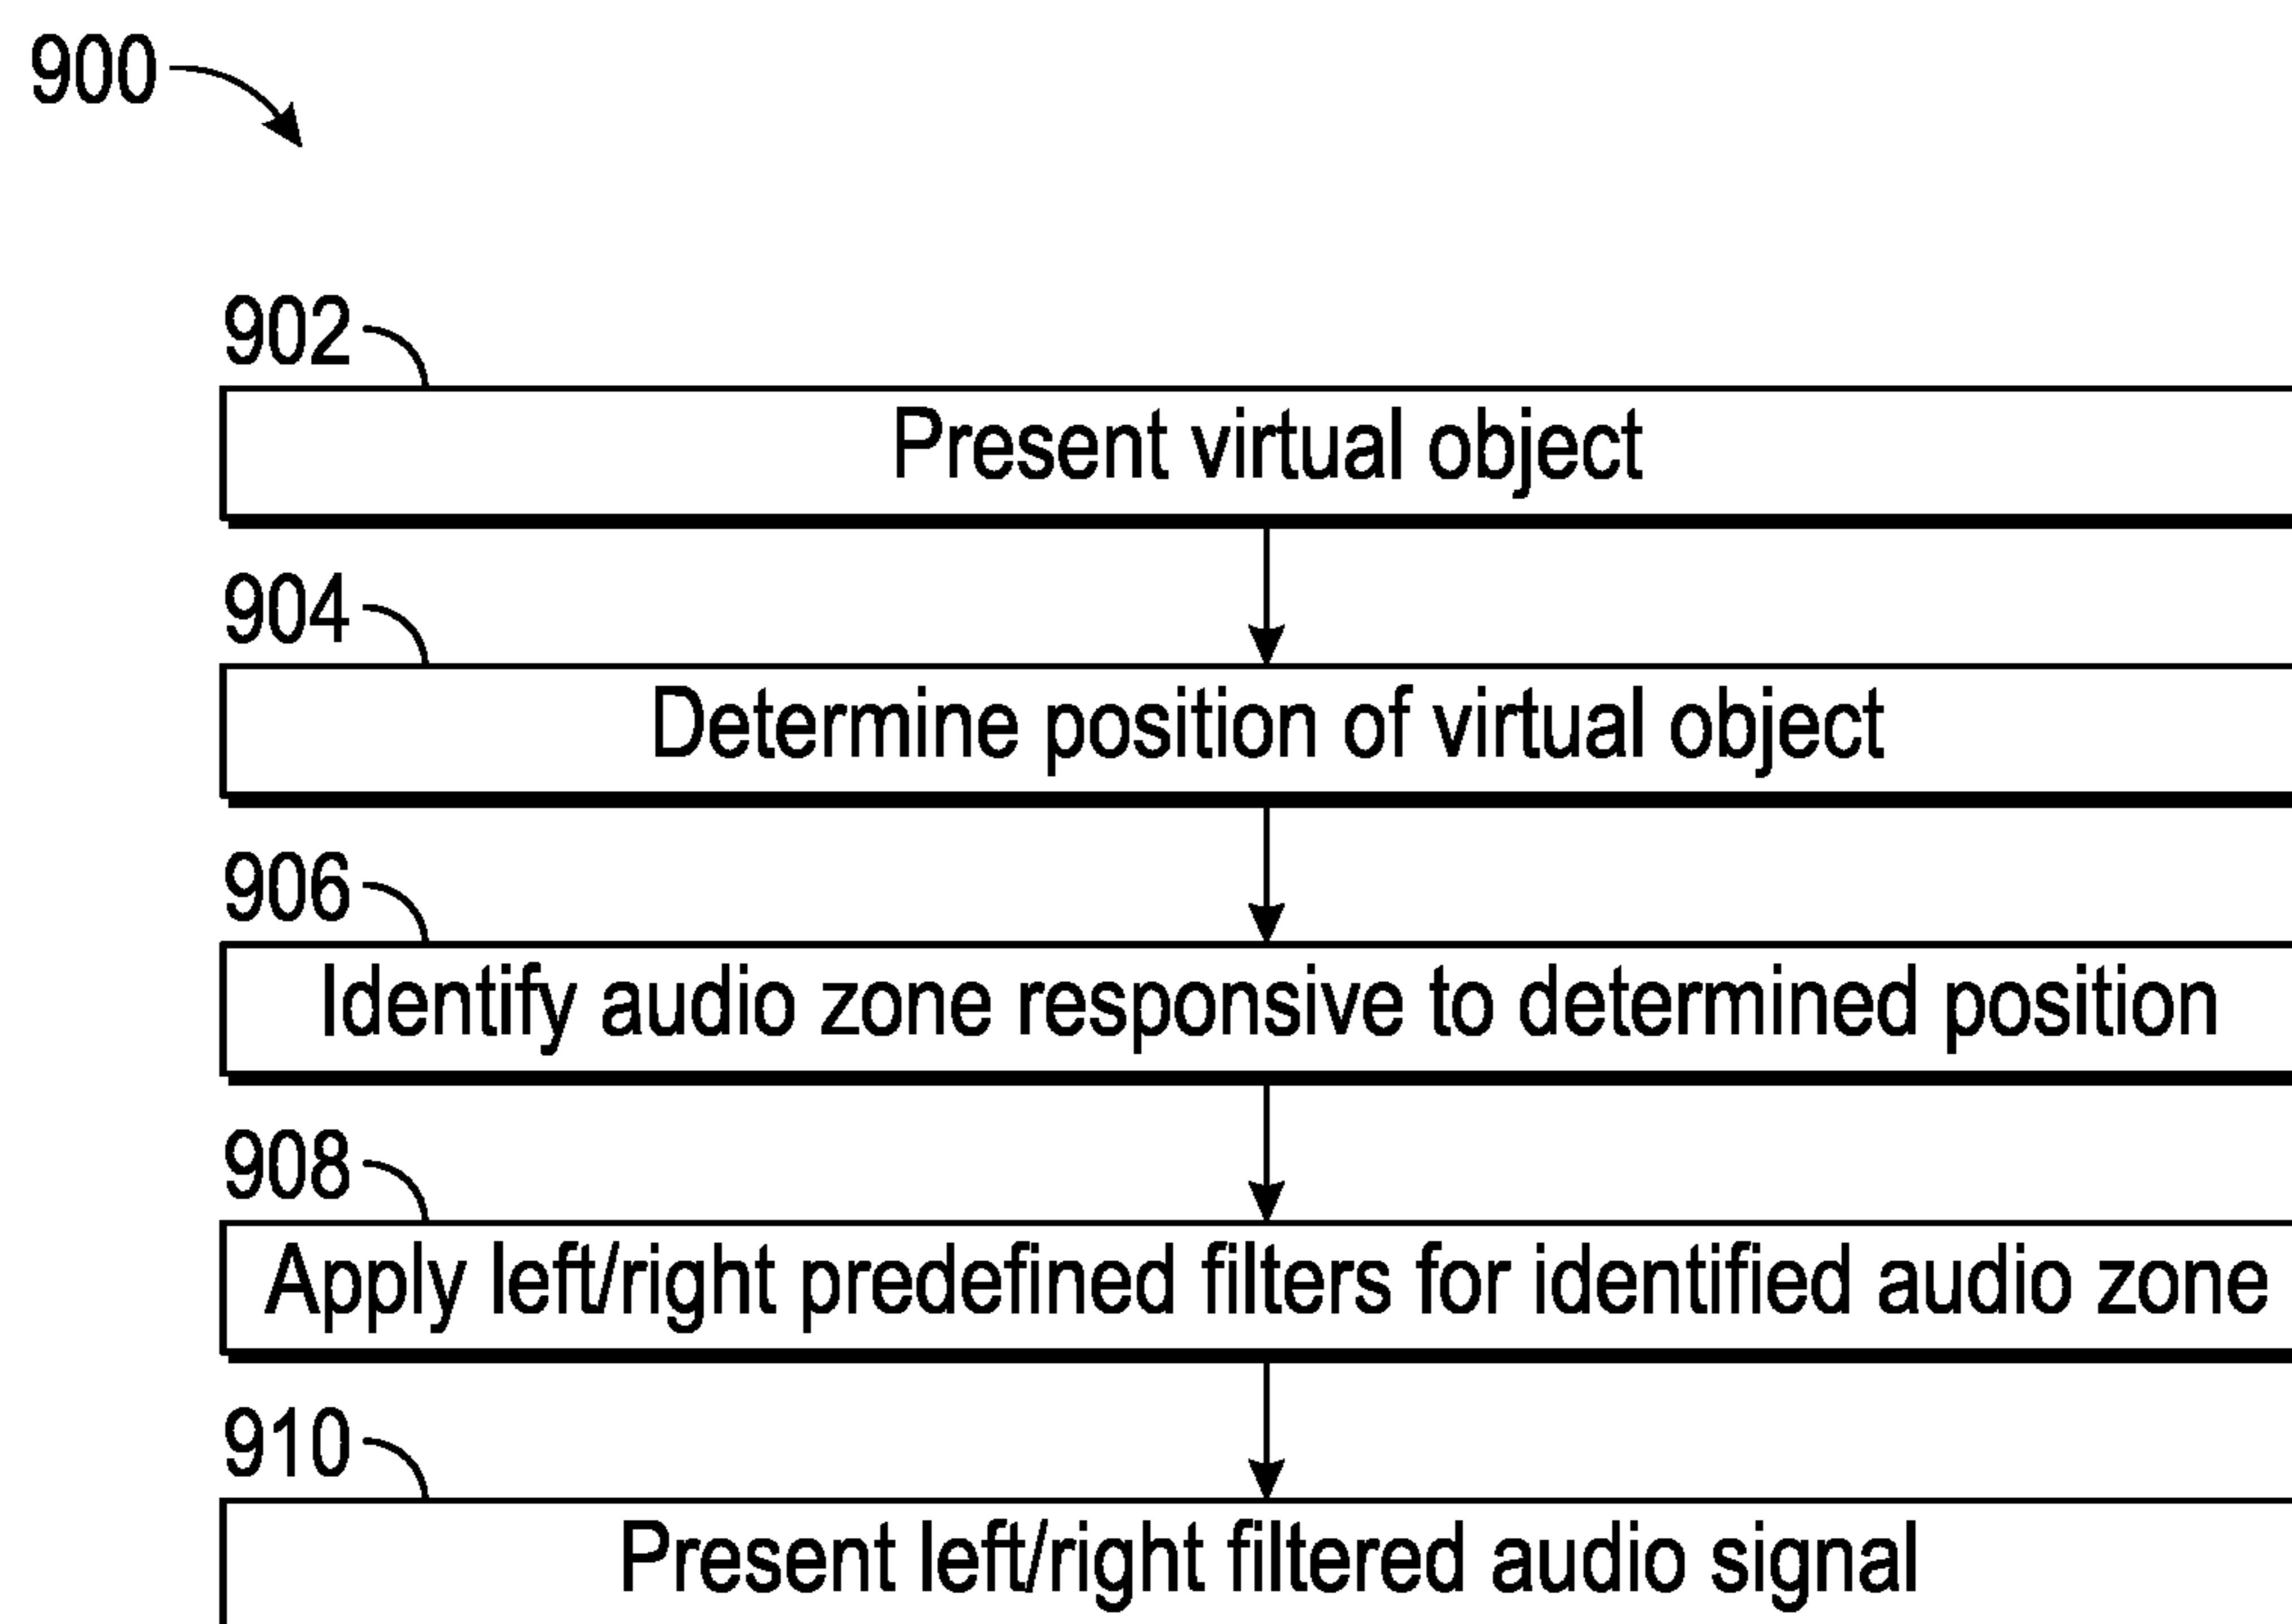 900
902
Present virtual object
904
Determine position of virtual object
906
Identify audio zone responsive to determined position
908
Apply left/right predefined filters for identified audio zone
910
Present left/right filtered audio signal